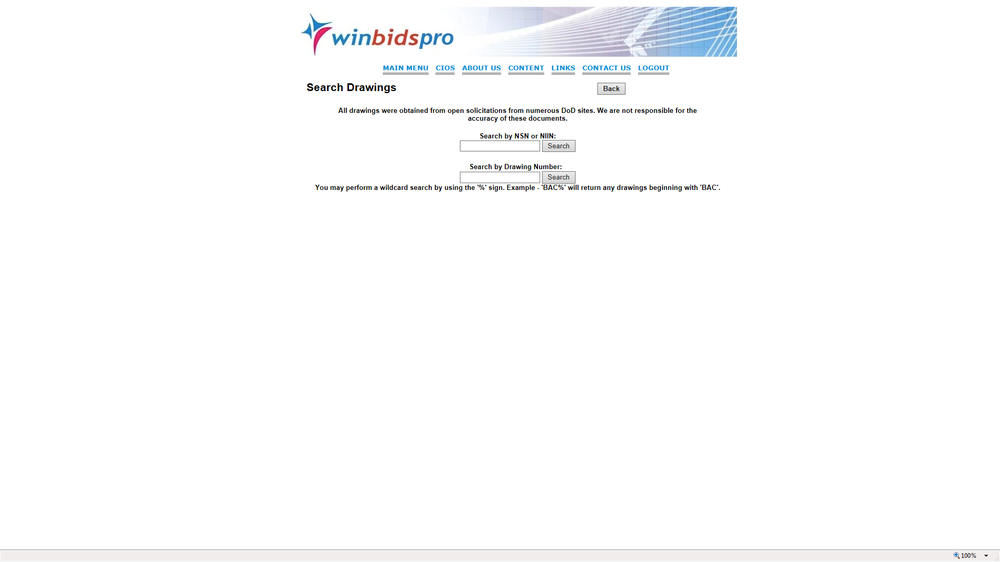 winbidspro
MAIN MENU CIOS ABOUT US CONTENT LINKS CONTACT US LOGOUT
Search Drawings Back
All drawings were obtained from open solicitations from numerous DoD sites. We are not responsible for the
accuracy of these documents.
Search by NSN or NIIN:
Search
Search by Drawing Number:
Search
You may perform a wildcard search by using the '%' sign. Example - 'BAC%' will return any drawings beginning with 'BAC'.
100%